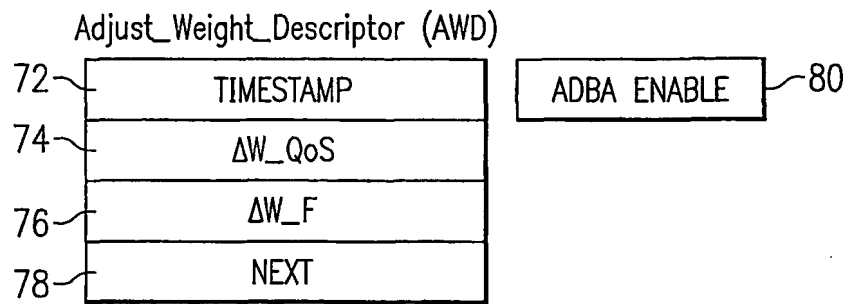 Adjust_Weight_Descriptor (AWD)
72 TIMESTAMP ADBA ENABLE 80
74 ΔW_QoS
76 ΔW_F
78 NEXT